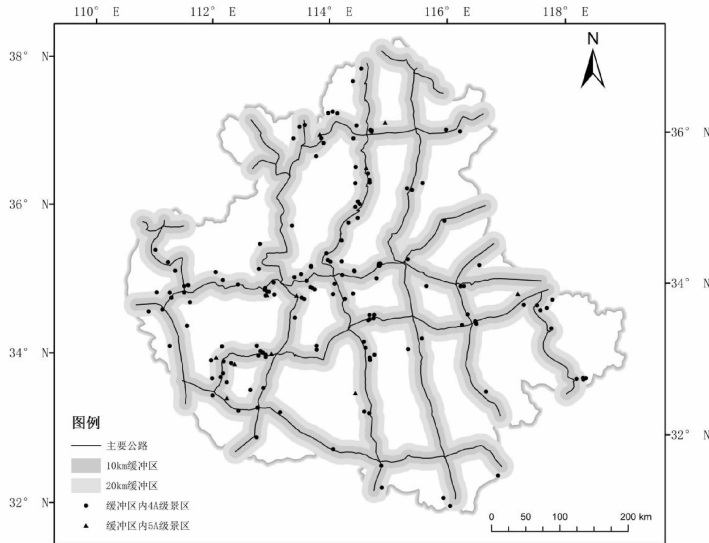 110° E 112° E 114° E 116° E 118° E
N
38° N
36° N
36° N
34° N
34° N
32° N
32° N
图例
主要公路
10km缓冲区
20km缓冲区
缓冲区内4A级景区
缓冲区内5A级景区
0 50 100 200 km